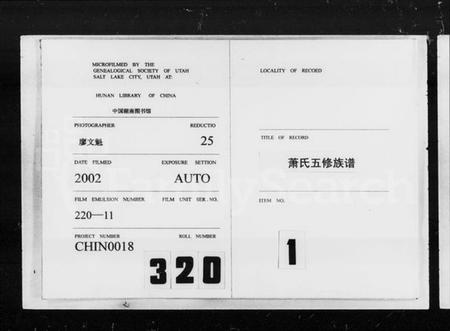 MICROFILMED BY THE
GENEALOGICAL SOCIETY OF UTAH
SALT LAKE CITY, UTAH AT:
HUNAN LIBRARY OF CHINA
中国湖南图书馆
PHOTOGRAPHER REDUCTIO
廖文魁 25
DATE FILMED EXPOSURE SETTION
2002 AUTO
FILM EMULSION NUMBER FILM UNIT SER. NO.
220—11
PROJECT NUMBER ROLL NUMBER
CHIN0018 320
LOCALITY OF RECORD
TITLE OF RECORD
萧氏五修族谱
ITEM NO.
1
FamilySearch